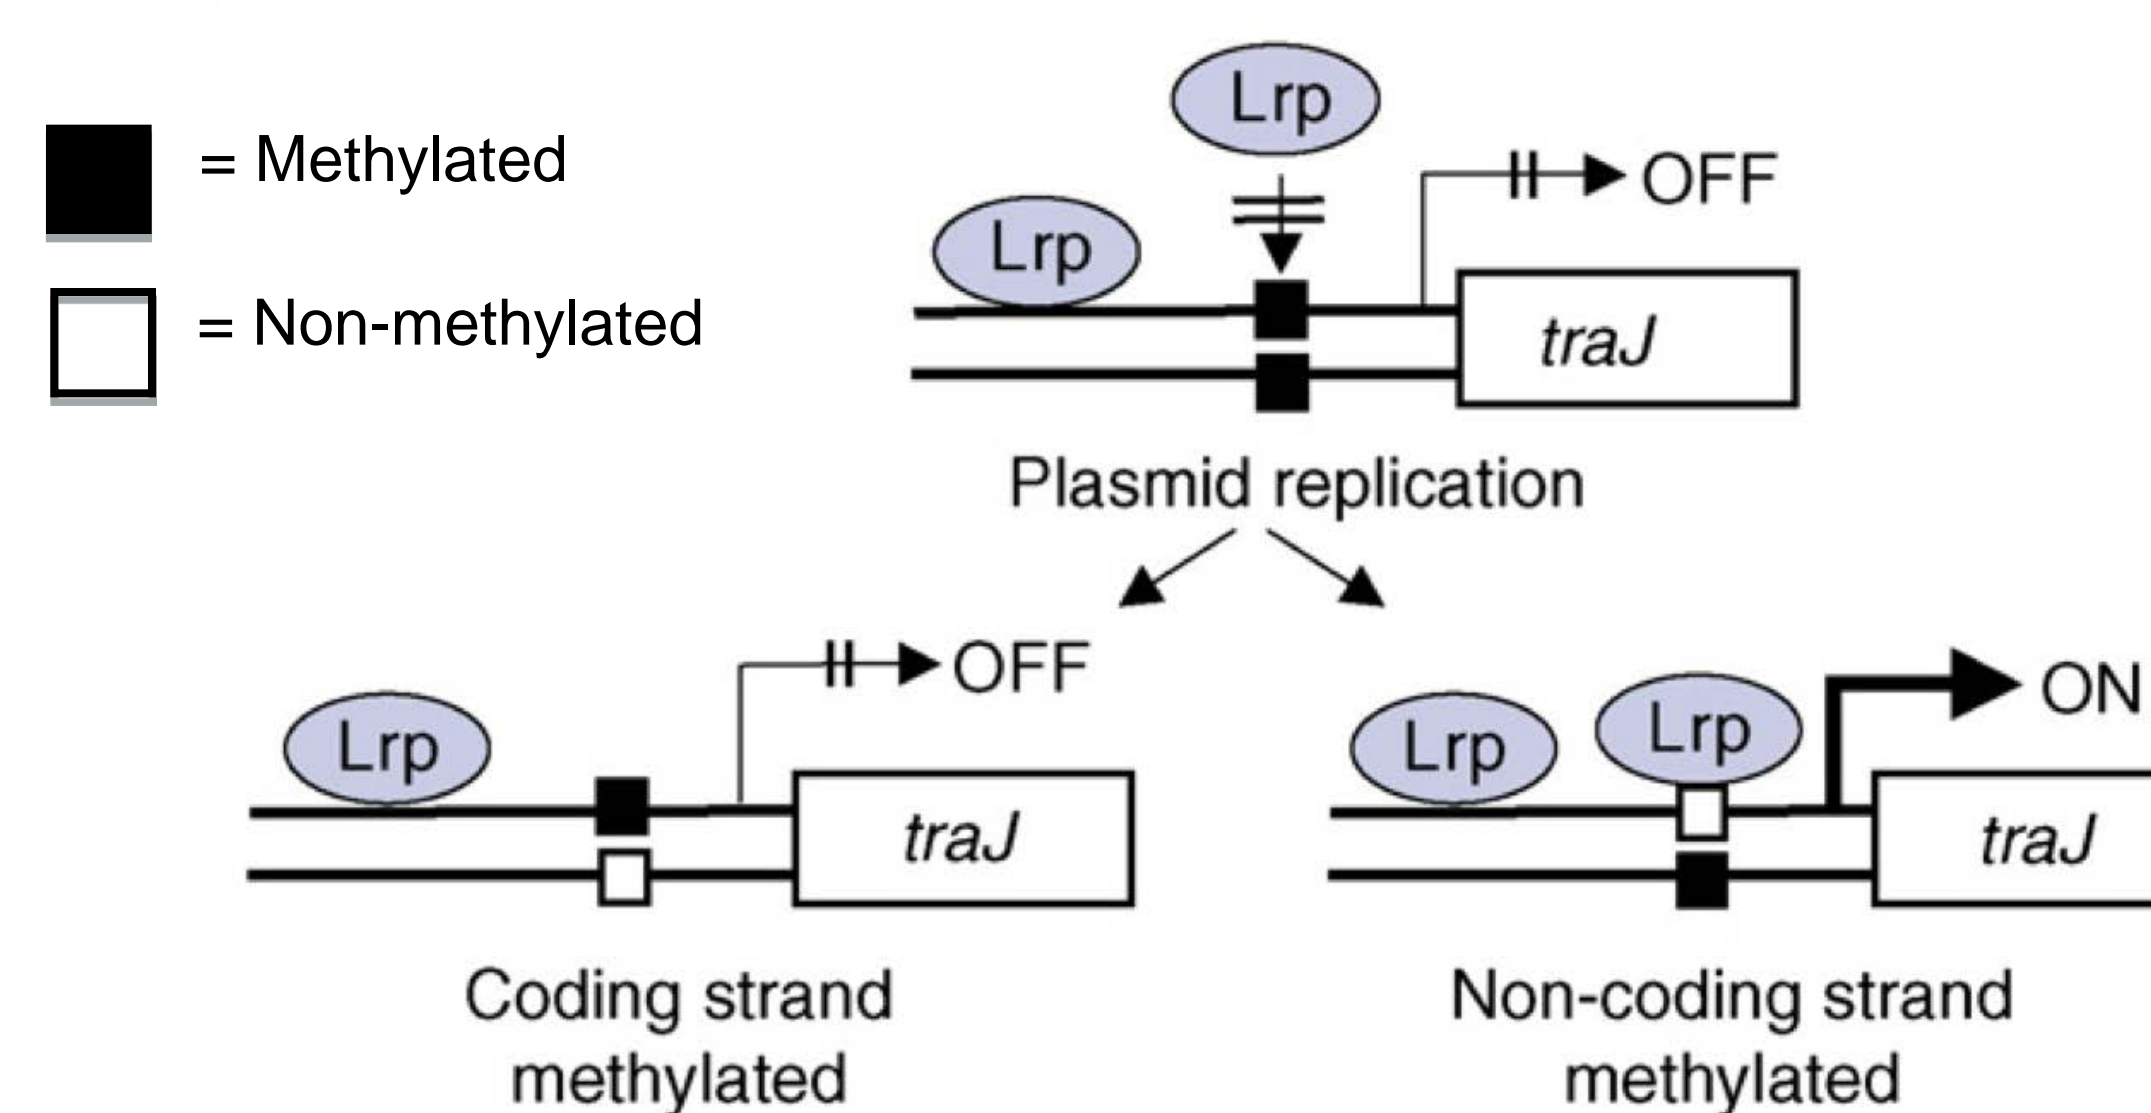 = Methylated
= Non-methylated
Lrp
OFF
Lrp
traJ
Plasmid replication
OFF
Lrp
traJ
Coding strand
methylated
ON
Lrp
Lrp
traJ
Non-coding strand
methylated